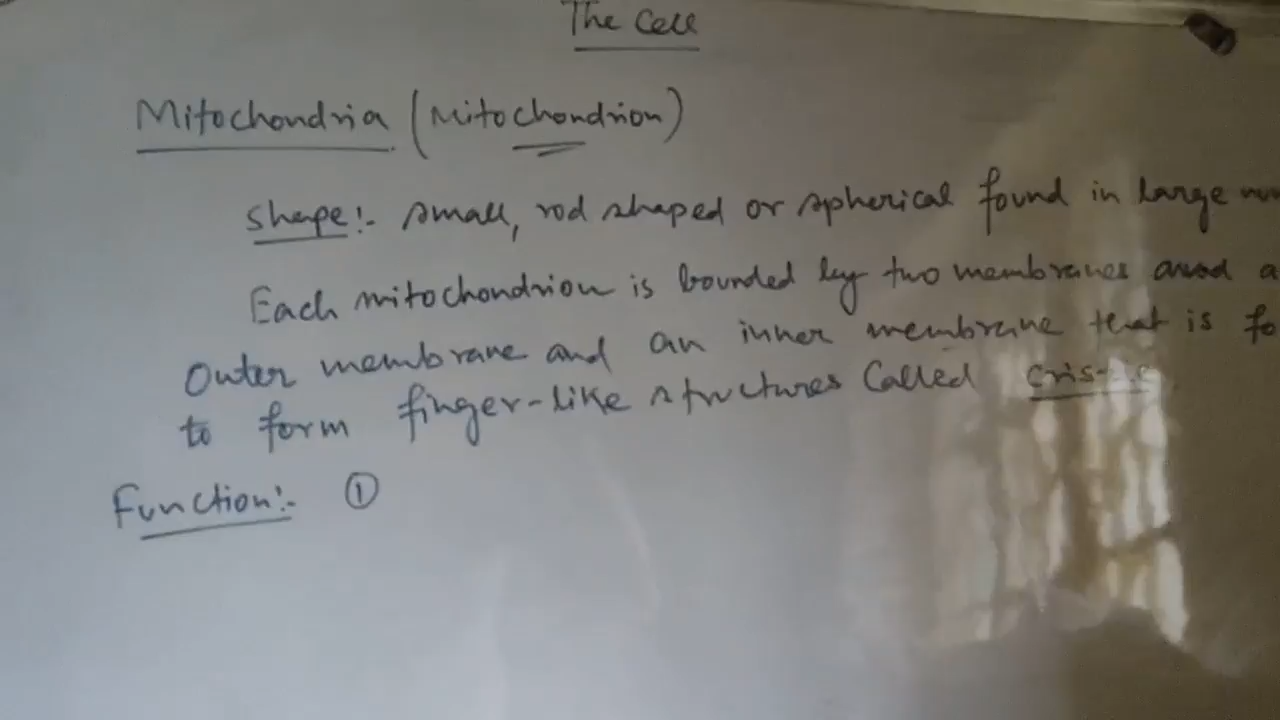 The Cell
Mitochondria (Mitochondrion)
Shape:- small, rod shaped or spherical found in large
Each mitochondrion is bounded by two membranes
Outer membrane and an inner membrane that is
to form finger-like structures called
Function:- ①